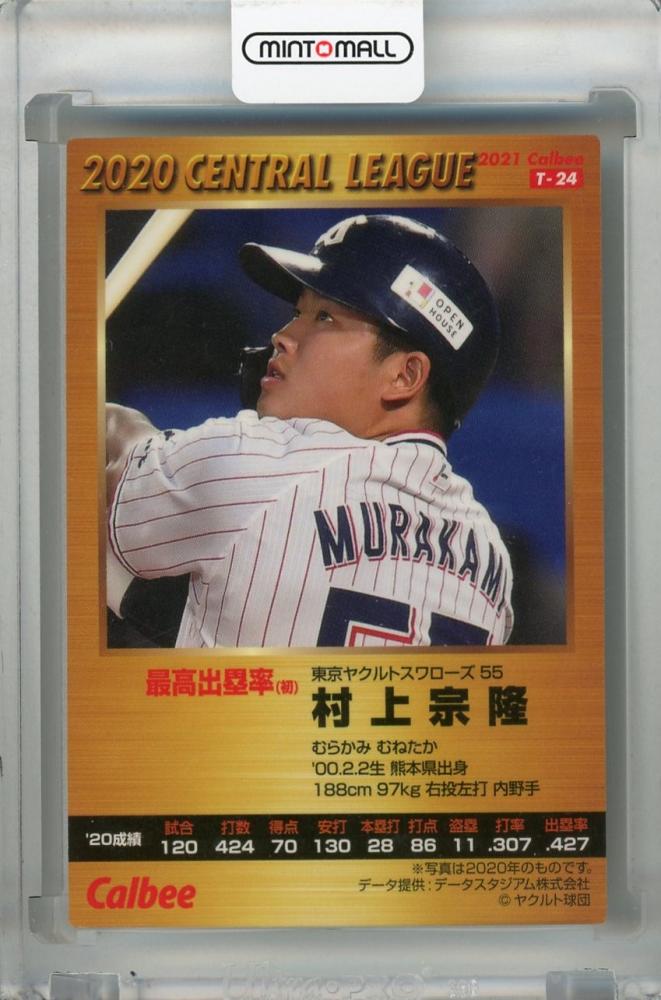 MINTOMALL
2020 CENTRAL LEAGUE
2021 Calbee
T-24
OPEN
HOUSE
MURAKAMI
55
最高出塁率(初)
東京ヤクルトスワローズ 55
村上宗隆
むらかみ むねたか
'00.2.2生 熊本県出身
188cm 97kg 右投左打 内野手
'20成績
試合 打数 得点 安打 本塁打 打点 盗塁 打率 出塁率
120 424 70 130 28 86 11 .307 .427
※写真は2020年のものです。
データ提供：データスタジアム株式会社
Calbee
©ヤクルト球団
Ultra PRO